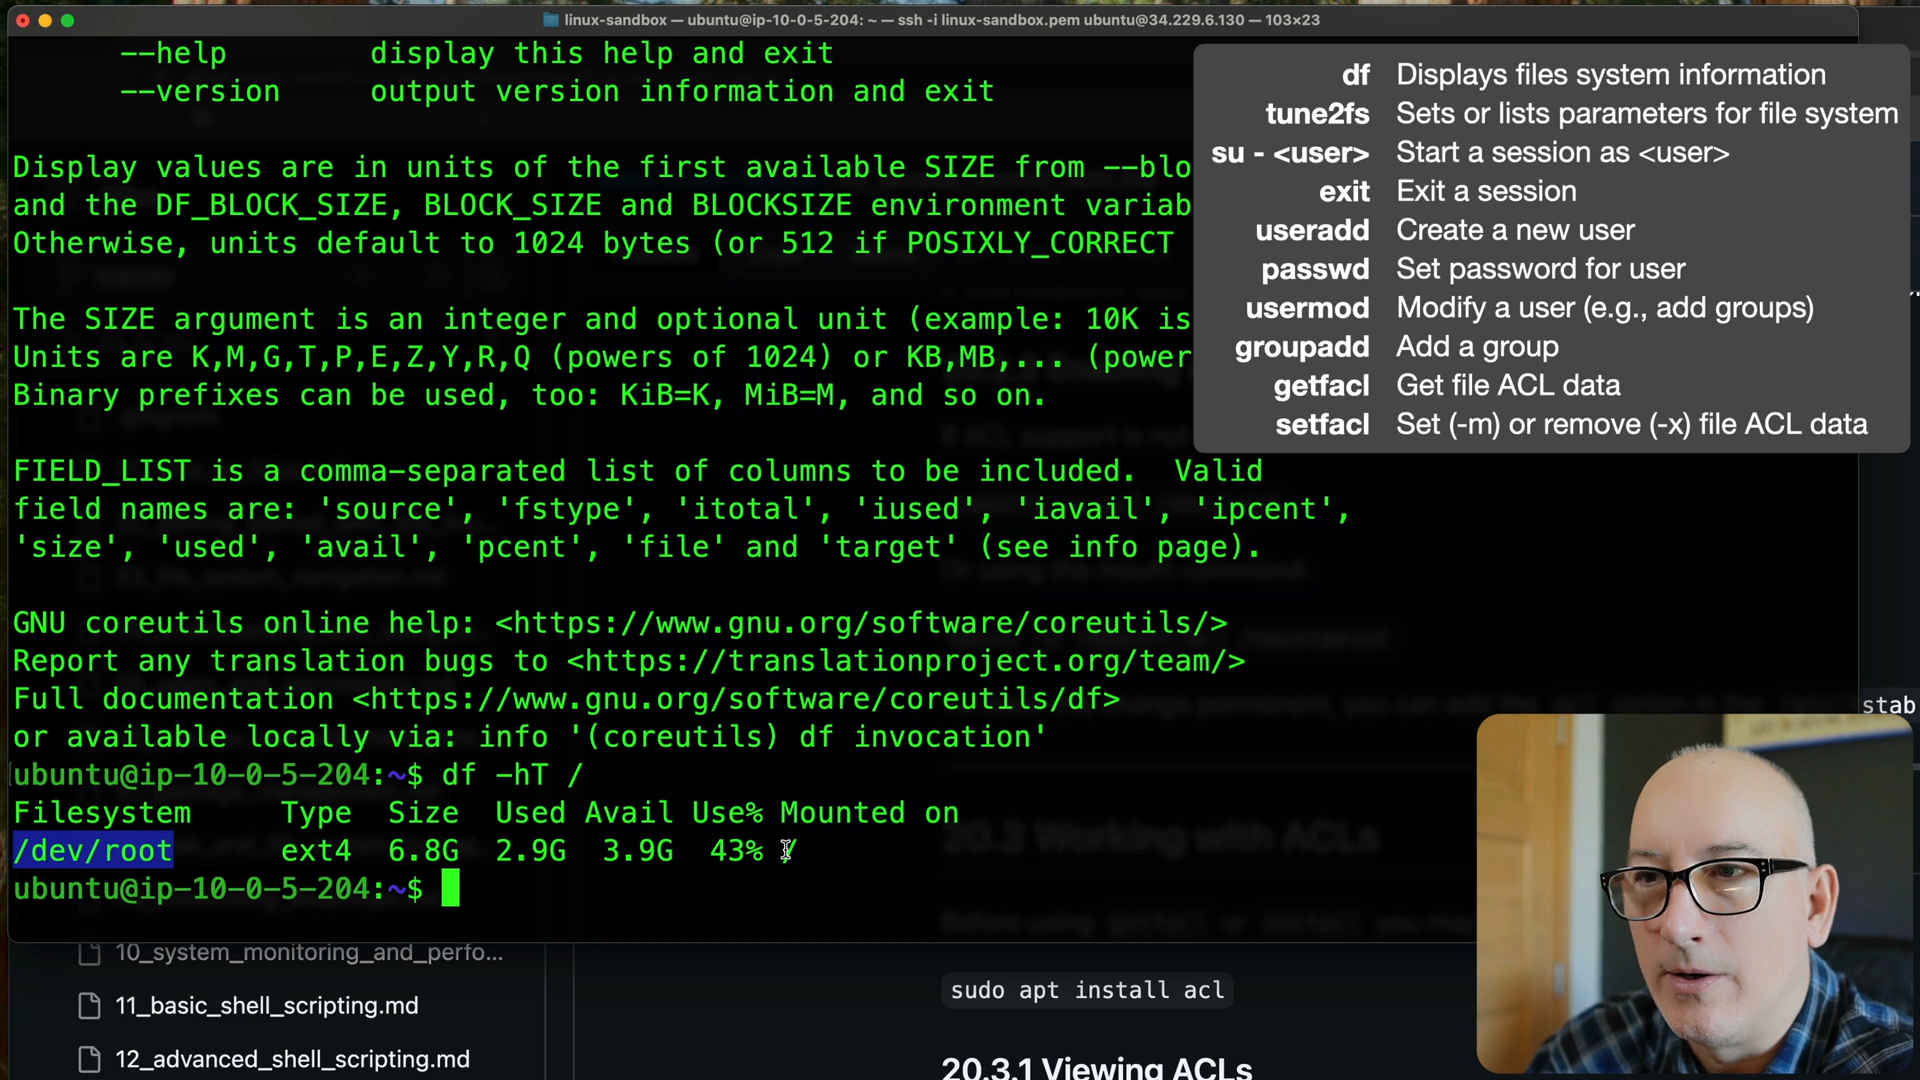 linux-sandbox — ubuntu@ip-10-0-5-204: ~ — ssh -i linux-sandbox.pem ubuntu@34.229.6.130 — 103×23
--help display this help and exit
--version output version information and exit
Display values are in units of the first available SIZE from --blo
and the DF_BLOCK_SIZE, BLOCK_SIZE and BLOCKSIZE environment variab
Otherwise, units default to 1024 bytes (or 512 if POSIXLY_CORRECT
The SIZE argument is an integer and optional unit (example: 10K is
Units are K,M,G,T,P,E,Z,Y,R,Q (powers of 1024) or KB,MB,... (power
Binary prefixes can be used, too: KiB=K, MiB=M, and so on.
FIELD_LIST is a comma-separated list of columns to be included.  Valid
field names are: 'source', 'fstype', 'itotal', 'iused', 'iavail', 'ipcent',
'size', 'used', 'avail', 'pcent', 'file' and 'target' (see info page).
GNU coreutils online help: <https://www.gnu.org/software/coreutils/>
Report any translation bugs to <https://translationproject.org/team/>
Full documentation <https://www.gnu.org/software/coreutils/df>
or available locally via: info '(coreutils) df invocation'
ubuntu@ip-10-0-5-204:~$ df -hT /
Filesystem Type Size Used Avail Use% Mounted on
/dev/root ext4 6.8G 2.9G 3.9G 43% /
ubuntu@ip-10-0-5-204:~$
df Displays files system information
tune2fs Sets or lists parameters for file system
su - <user> Start a session as <user>
exit Exit a session
useradd Create a new user
passwd Set password for user
usermod Modify a user (e.g., add groups)
groupadd Add a group
getfacl Get file ACL data
setfacl Set (-m) or remove (-x) file ACL data
stab
Or using the mount command:
20.3 Working with ACLs
10_system_monitoring_and_perfo...
11_basic_shell_scripting.md
12_advanced_shell_scripting.md
sudo apt install acl
20.3.1 Viewing ACLs